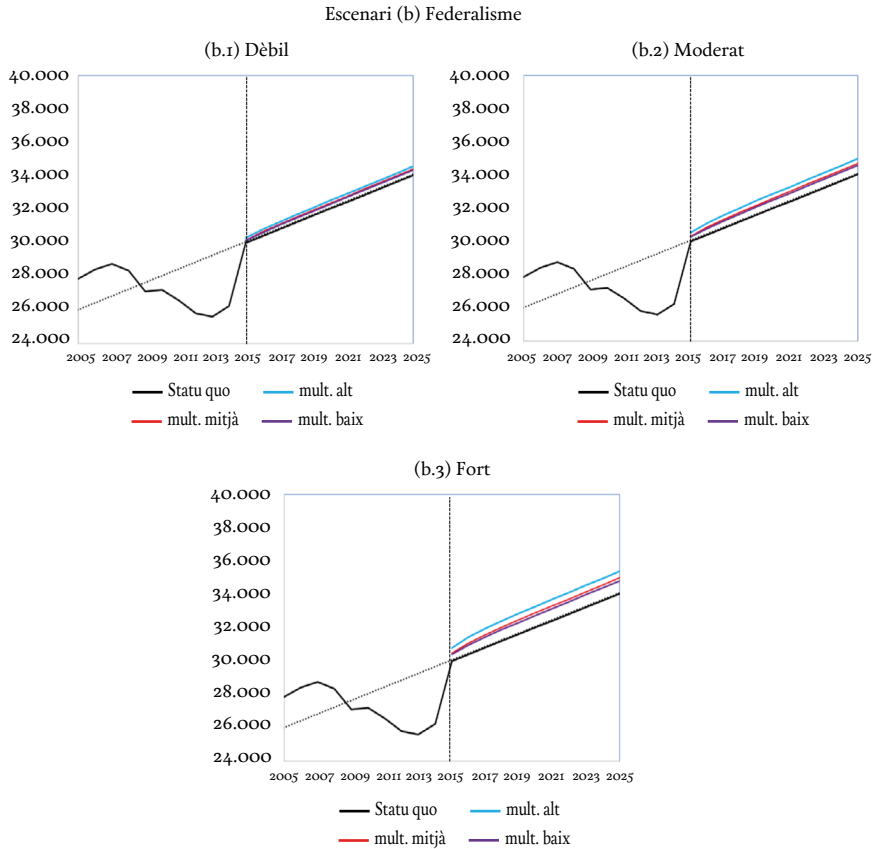 Escenari (b) Federalisme
(b.1) Dèbil
40.000
38.000
36.000
34.000
32.000
30.000
28.000
26.000
24.000
2005 2007 2009 2011 2013 2015 2017 2019 2021 2023 2025
Statu quo mult. alt
mult. mitjà mult. baix
(b.2) Moderat
40.000
38.000
36.000
34.000
32.000
30.000
28.000
26.000
24.000
2005 2007 2009 2011 2013 2015 2017 2019 2021 2023 2025
Statu quo mult. alt
mult. mitjà mult. baix
(b.3) Fort
40.000
38.000
36.000
34.000
32.000
30.000
28.000
26.000
24.000
2005 2007 2009 2011 2013 2015 2017 2019 2021 2023 2025
Statu quo mult. alt
mult. mitjà mult. baix